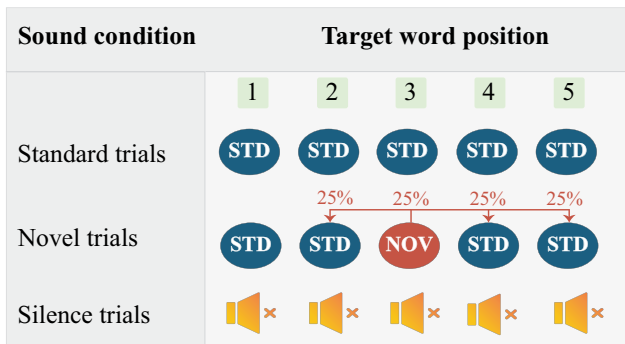 Sound condition Target word position
1 2 3 4 5
Standard trials STD STD STD STD STD
25% 25% 25% 25%
Novel trials STD STD NOV STD STD
Silence trials